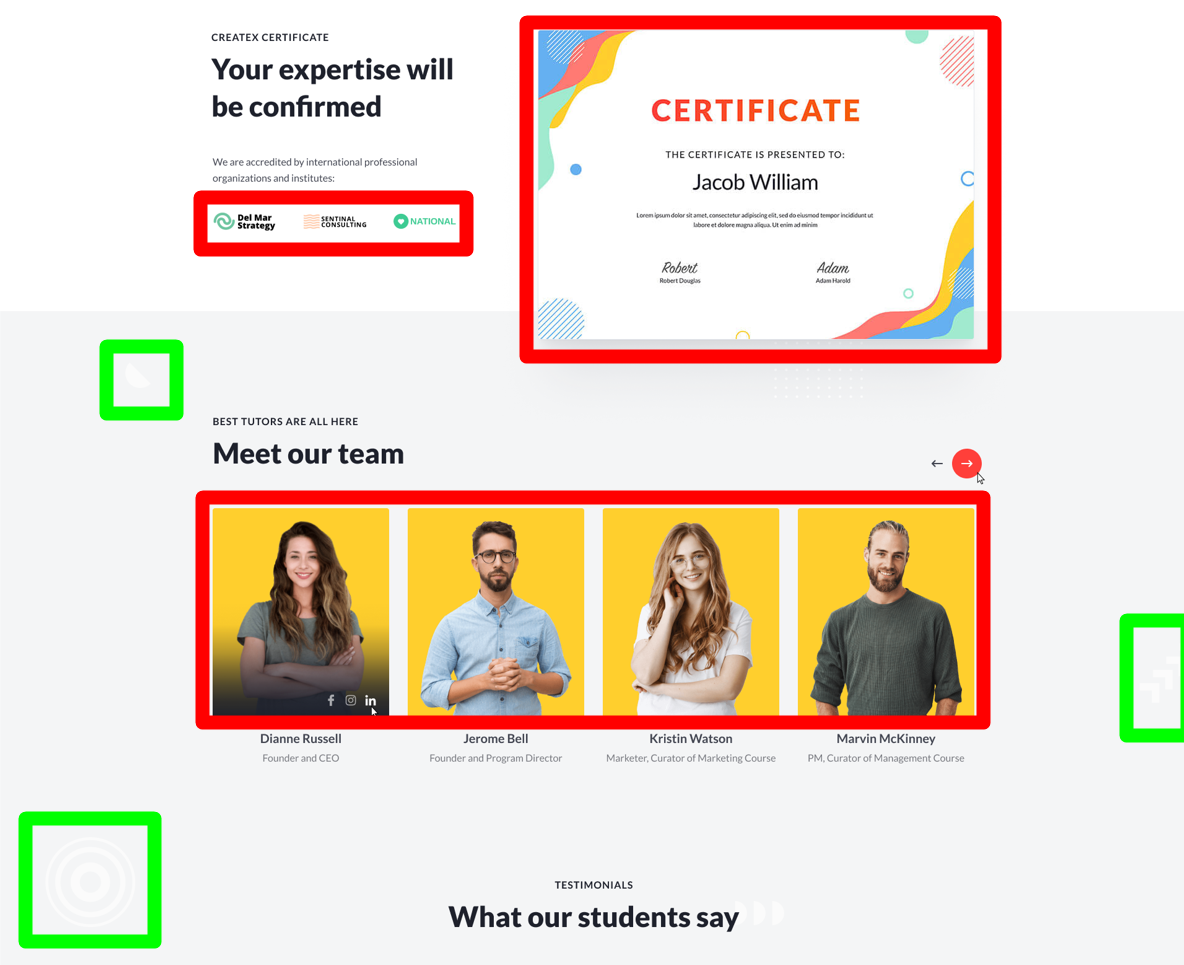 CREATEX CERTIFICATE
Your expertise will
be confirmed
We are accredited by international professional
organizations and institutes:
Del Mar
Strategy
SENTINAL
CONSULTING
NATIONAL
CERTIFICATE
THE CERTIFICATE IS PRESENTED TO:
Jacob William
Lorem ipsum dolor sit amet, consectetur adipiscing elit, sed do eiusmod tempor incididunt ut
labore et dolore magna aliqua. Ut enim ad minim
Robert Adam
Robert Douglas Adam Harold
BEST TUTORS ARE ALL HERE
Meet our team
in
Dianne Russell Jerome Bell Kristin Watson Marvin McKinney
Founder and CEO Founder and Program Director Marketer, Curator of Marketing Course PM, Curator of Management Course
TESTIMONIALS
What our students say